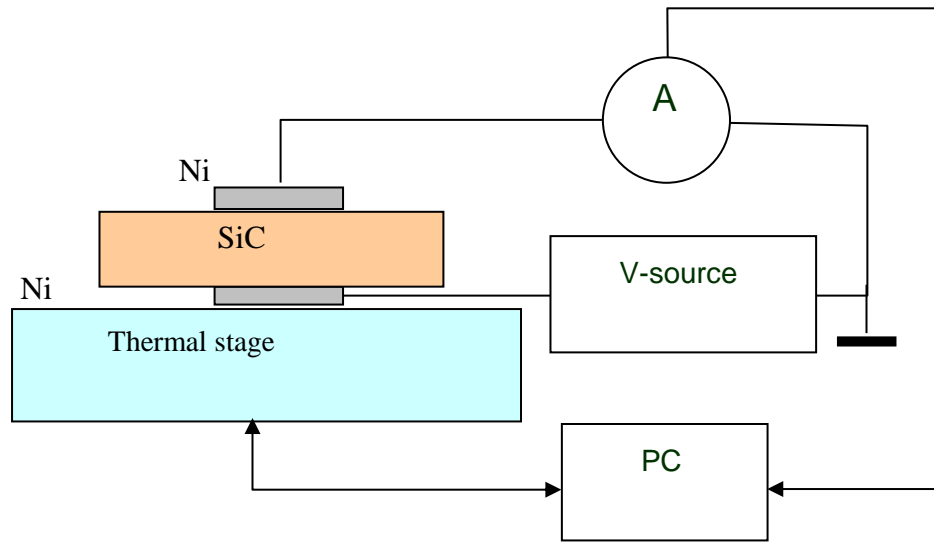 A
Ni
SiC
V-source
Ni
Thermal stage
PC